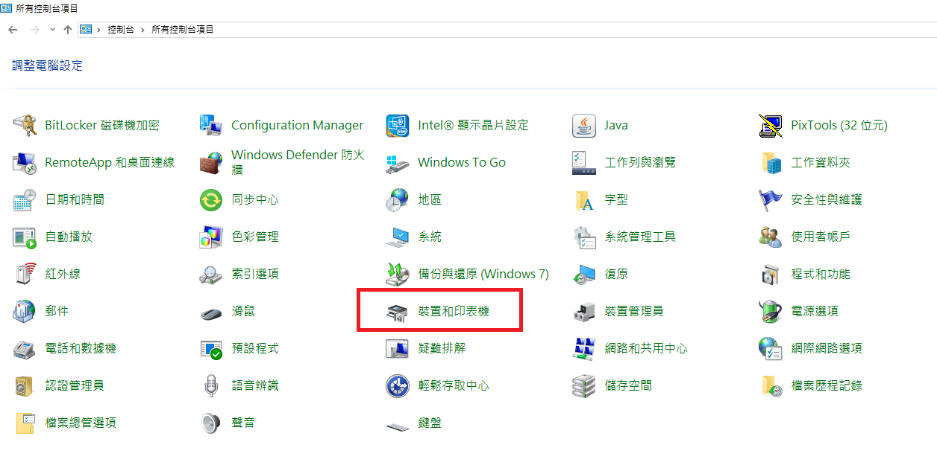 所有控制台項目
控制台 › 所有控制台項目
調整電腦設定
BitLocker 磁碟機加密
Configuration Manager
Intel® 顯示晶片設定
Java
PixTools (32 位元)
RemoteApp 和桌面連線
Windows Defender 防火
牆
Windows To Go
工作列與瀏覽
工作資料夾
日期和時間
同步中心
地區
字型
安全性與維護
自動播放
色彩管理
系統
系統管理工具
使用者帳戶
紅外線
索引選項
備份與還原 (Windows 7)
復原
程式和功能
郵件
滑鼠
裝置和印表機
裝置管理員
電源選項
電話和數據機
預設程式
疑難排解
網路和共用中心
網際網路選項
認證管理員
語音辨識
輕鬆存取中心
儲存空間
檔案歷程記錄
檔案總管選項
聲音
鍵盤